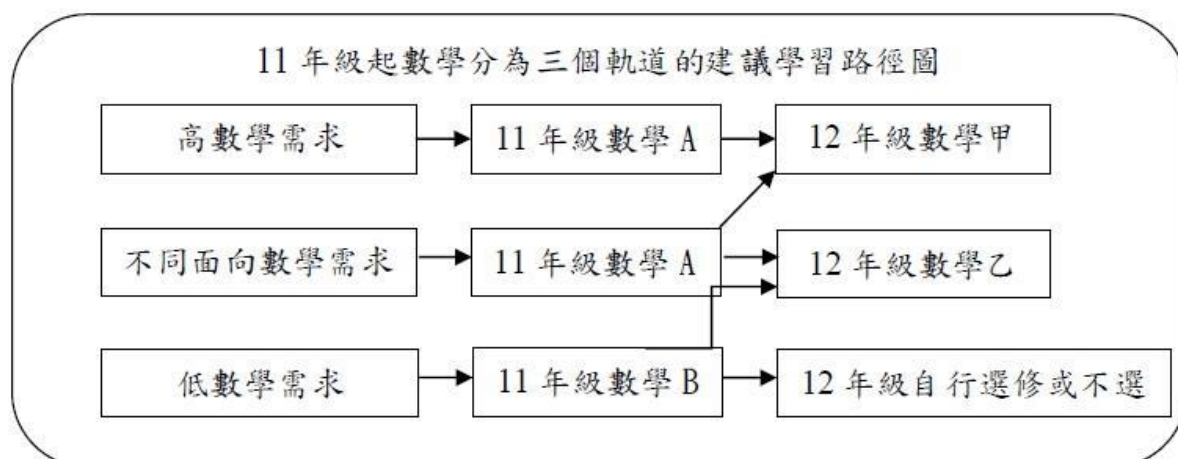 11 年級起數學分為三個軌道的建議學習路徑圖
高數學需求
11 年級數學 A
12 年級數學甲
不同面向數學需求
11 年級數學 A
12 年級數學乙
低數學需求
11 年級數學 B
12 年級自行選修或不選